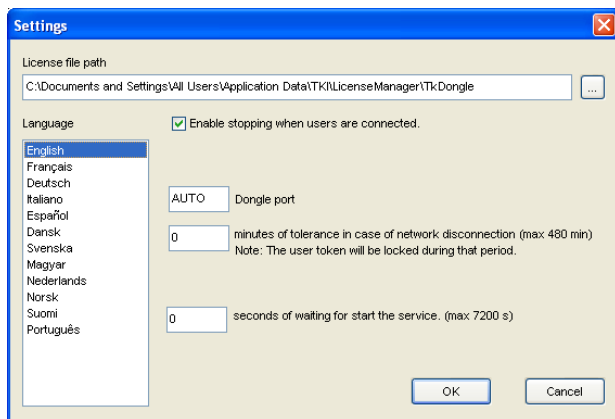 Settings
License file path
C:\Documents and Settings\All Users\Application Data\TKI\LicenseManager\TkDongle
...
Language
Enable stopping when users are connected.
English
Français
Deutsch
Italiano
Español
Dansk
Svenska
Magyar
Nederlands
Norsk
Suomi
Português
AUTO Dongle port
0 minutes of tolerance in case of network disconnection (max 480 min)
Note: The user token will be locked during that period.
0 seconds of waiting for start the service. (max 7200 s)
OK Cancel